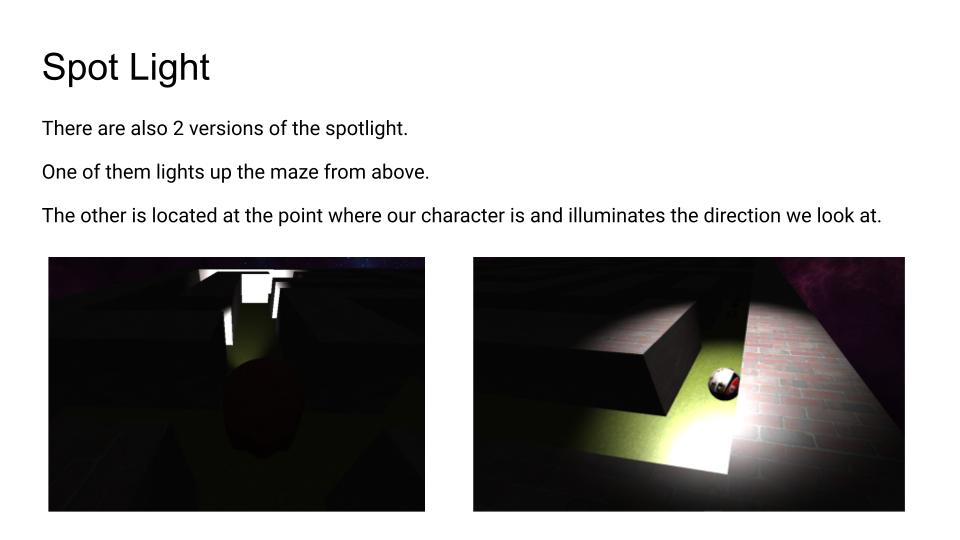 Spot Light
There are also 2 versions of the spotlight.
One of them lights up the maze from above.
The other is located at the point where our character is and illuminates the direction we look at.